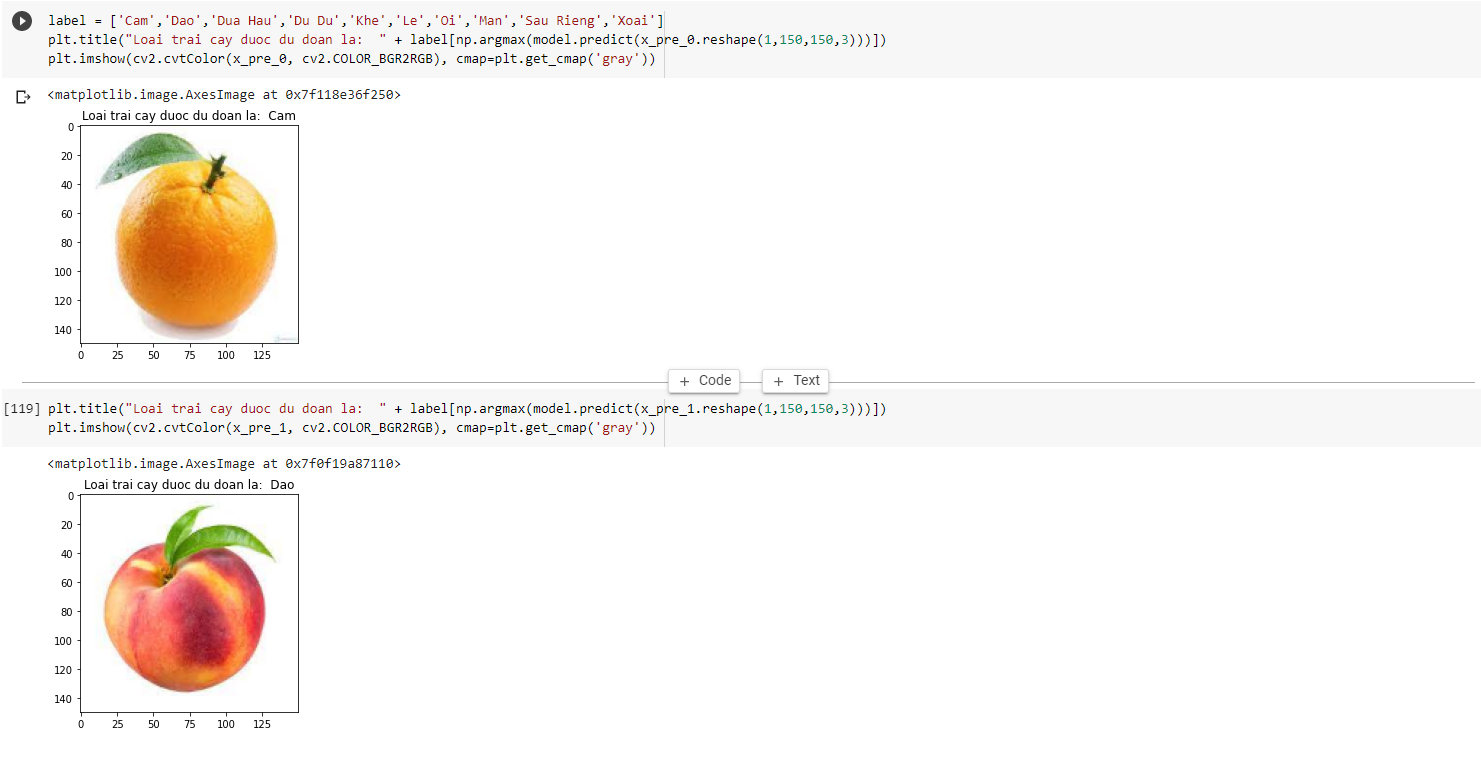 label = ['Cam','Dao','Dua Hau','Du Du','Khe','Le','Oi','Man','Sau Rieng','Xoai']
plt.title("Loai trai cay duoc du doan la:  " + label[np.argmax(model.predict(x_pre_0.reshape(1,150,150,3)))])
plt.imshow(cv2.cvtColor(x_pre_0, cv2.COLOR_BGR2RGB), cmap=plt.get_cmap('gray'))
<matplotlib.image.AxesImage at 0x7f118e36f250>
Loai trai cay duoc du doan la:  Cam
0
20
40
60
80
100
120
140
0 25 50 75 100 125
+ Code + Text
[119] plt.title("Loai trai cay duoc du doan la:  " + label[np.argmax(model.predict(x_pre_1.reshape(1,150,150,3)))])
plt.imshow(cv2.cvtColor(x_pre_1, cv2.COLOR_BGR2RGB), cmap=plt.get_cmap('gray'))
<matplotlib.image.AxesImage at 0x7f0f19a87110>
Loai trai cay duoc du doan la:  Dao
0
20
40
60
80
100
120
140
0 25 50 75 100 125